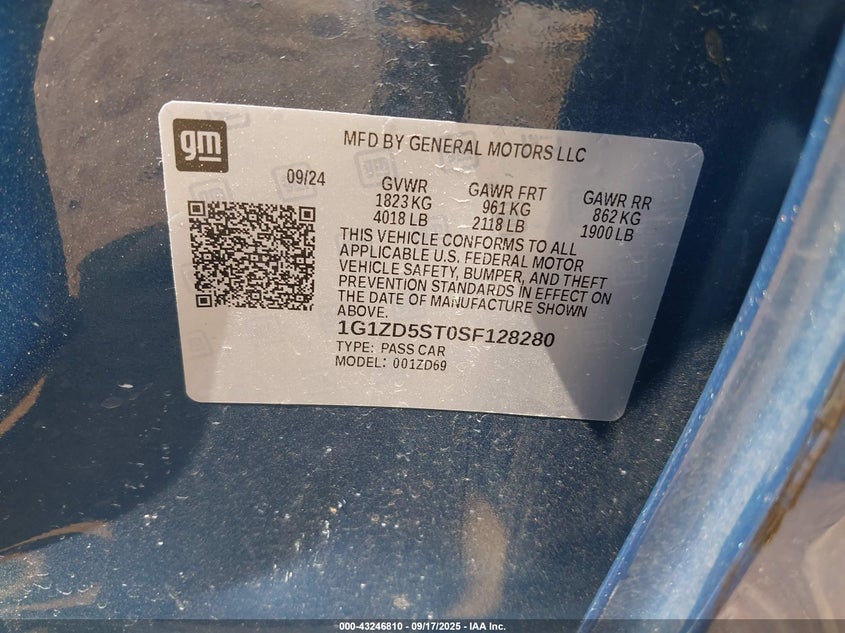 gm
MFD BY GENERAL MOTORS LLC
09/24
GVWR
1823 KG
4018 LB
GAWR FRT
961 KG
2118 LB
GAWR RR
862 KG
1900 LB
THIS VEHICLE CONFORMS TO ALL
APPLICABLE U.S. FEDERAL MOTOR
VEHICLE SAFETY, BUMPER, AND THEFT
PREVENTION STANDARDS IN EFFECT ON
THE DATE OF MANUFACTURE SHOWN
ABOVE.
1G1ZD5ST0SF128280
TYPE: PASS CAR
MODEL: 001ZD69
000-43246810 - 09/17/2025 - IAA Inc.